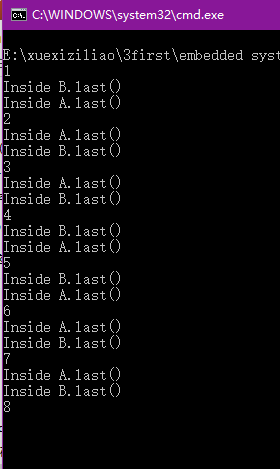 C:\WINDOWS\system32\cmd.exe
E:\xuexiziliao\3first\embedded syst
1
Inside B.last()
Inside A.last()
2
Inside A.last()
Inside B.last()
3
Inside A.last()
Inside B.last()
4
Inside B.last()
Inside A.last()
5
Inside B.last()
Inside A.last()
6
Inside A.last()
Inside B.last()
7
Inside A.last()
Inside B.last()
8